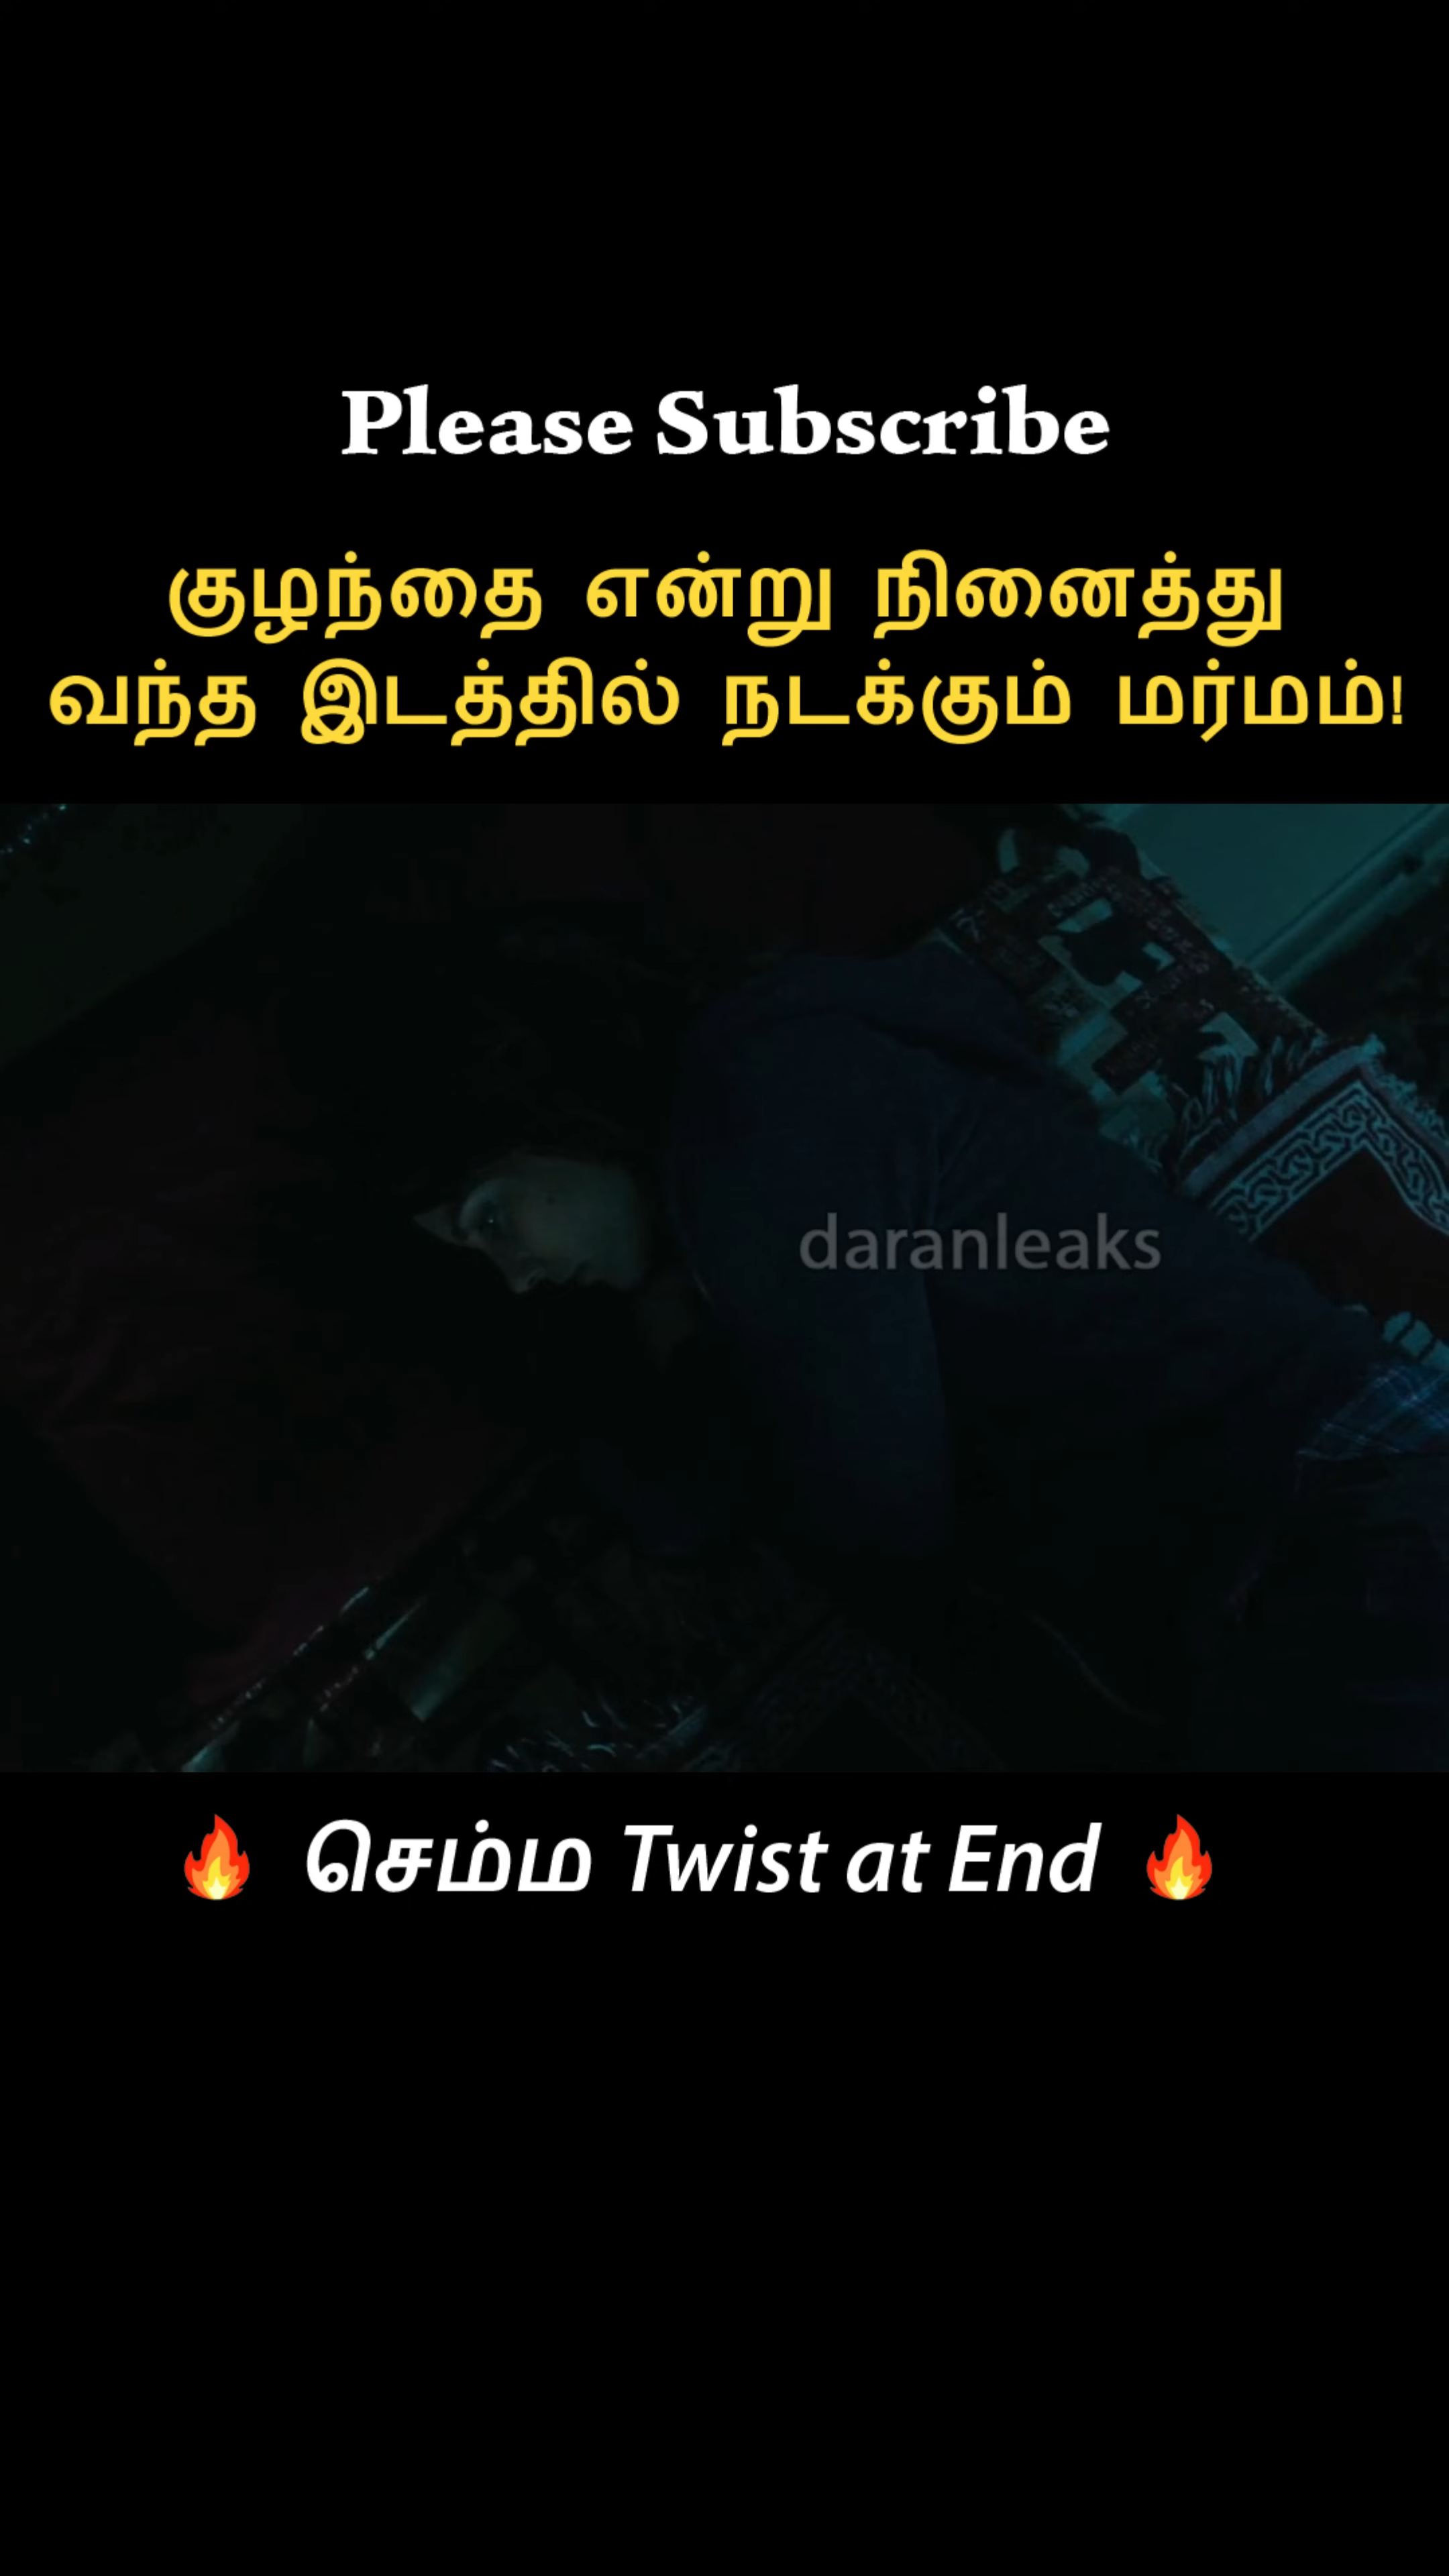 Please Subscribe
குழந்தை என்று நினைத்து
வந்த இடத்தில் நடக்கும் மர்மம்!
daranleaks
🔥 செம்ம Twist at End 🔥